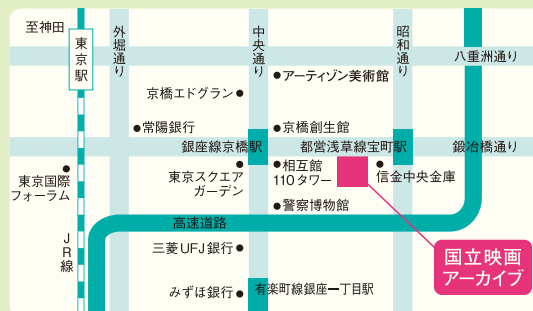 至神田
東京駅
外堀通り
中央通り
昭和通り
八重洲通り
アーティゾン美術館
京橋エドグラン
常陽銀行
京橋創生館
銀座線京橋駅
都営浅草線宝町駅
鍛冶橋通り
東京国際
フォーラム
東京スクエア
ガーデン
相互館
110タワー
信金中央金庫
警察博物館
高速道路
JR線
三菱UFJ銀行
国立映画
アーカイブ
みずほ銀行
有楽町線銀座一丁目駅